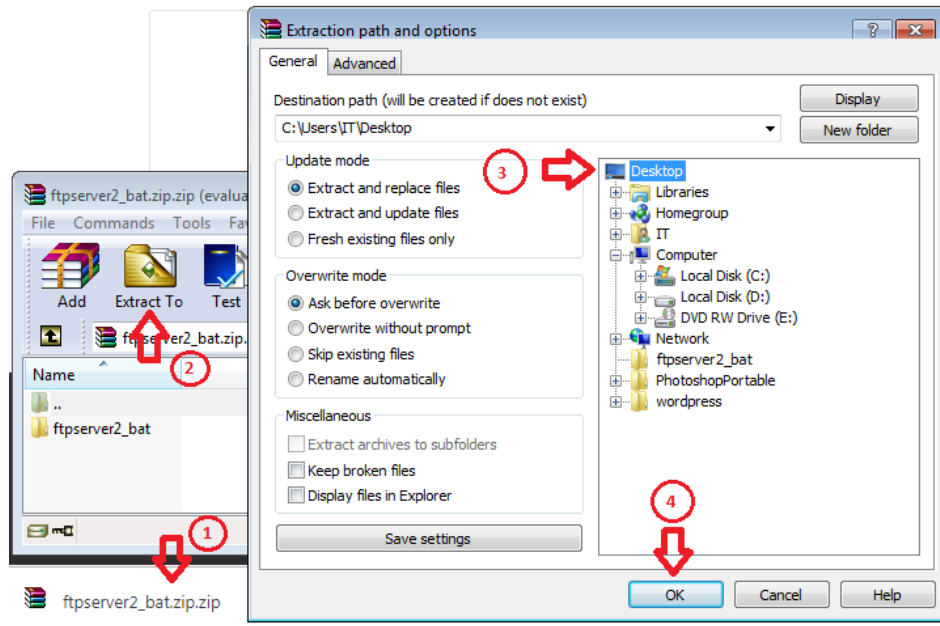 Extraction path and options
General
Advanced
Destination path (will be created if does not exist)
Display
C:\Users\IT\Desktop
New folder
Update mode
Extract and replace files
Extract and update files
Fresh existing files only
Overwrite mode
Ask before overwrite
Overwrite without prompt
Skip existing files
Rename automatically
Miscellaneous
Extract archives to subfolders
Keep broken files
Display files in Explorer
Save settings
3
Desktop
Libraries
Homegroup
IT
Computer
Local Disk (C:)
Local Disk (D:)
DVD RW Drive (E:)
Network
ftpserver2_bat
PhotoshopPortable
wordpress
4
OK
Cancel
Help
ftpserver2_bat.zip.zip (evalua
File Commands Tools Fav
Add
Extract To
Test
ftpserver2_bat.zip.
2
Name
..
ftpserver2_bat
1
ftpserver2_bat.zip.zip